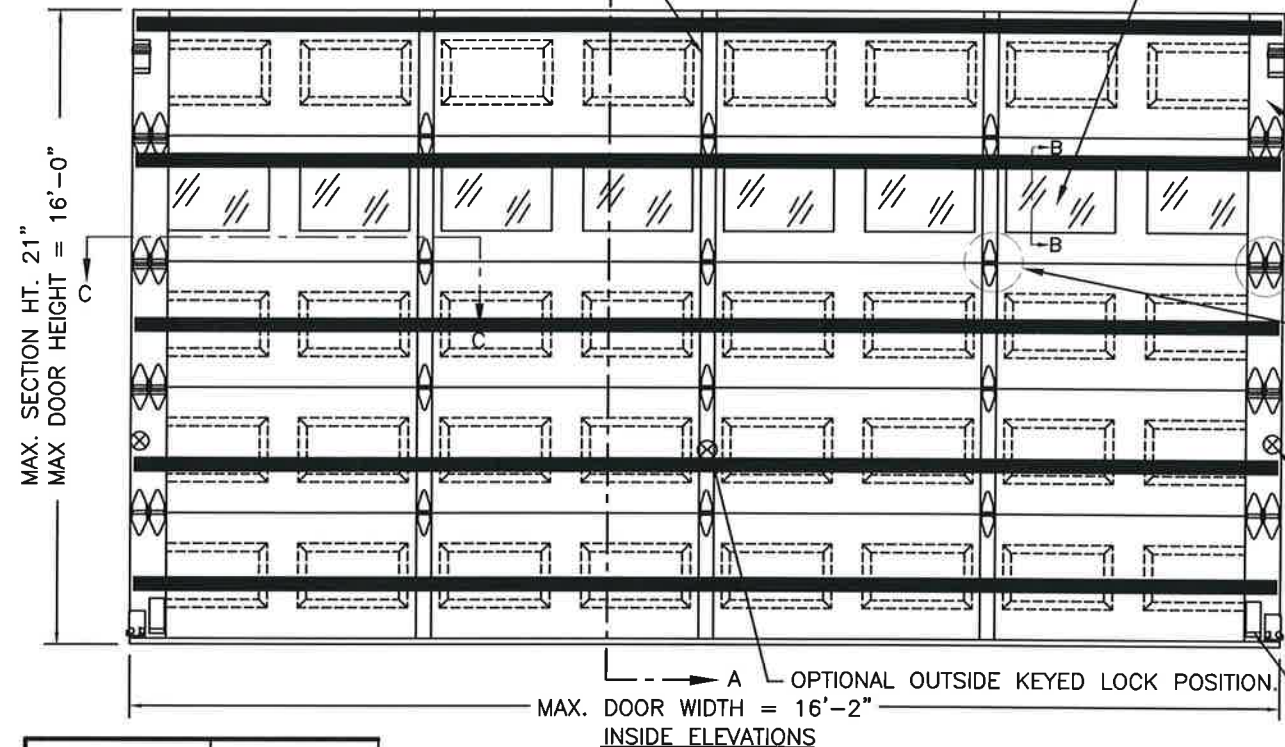 MAX. SECTION HT. 21"
MAX DOOR HEIGHT = 16'-0"
B
B
C
C
A
OPTIONAL OUTSIDE KEYED LOCK POSITION.
MAX. DOOR WIDTH = 16'-2"
INSIDE ELEVATIONS